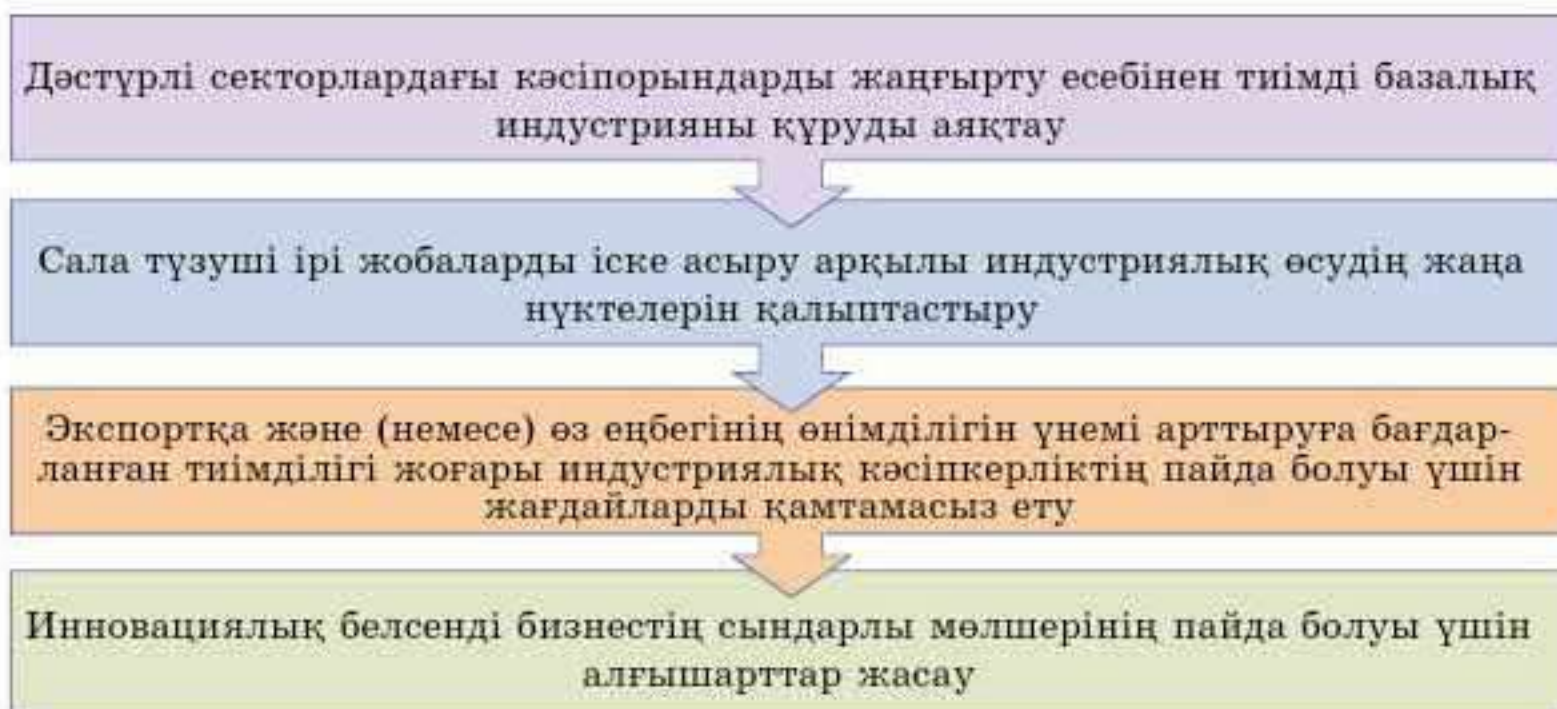 Дәстүрлі секторлардағы кәсіпорындарды жаңғырту есебінен тиімді базалық
индустрияны құруды аяқтау
Сала түзуші ірі жобаларды іске асыру арқылы индустриялық өсудің жаңа
нүктелерін қалыптастыру
Экспортқа және (немесе) өз еңбегінің өнімділігін үнемі арттыруға бағдар-
ланған тиімділігі жоғары индустриялық кәсіпкерліктің пайда болуы үшін
жағдайларды қамтамасыз ету
Инновациялық белсенді бизнестің сындарлы мөлшерінің пайда болуы үшін
алғышарттар жасау